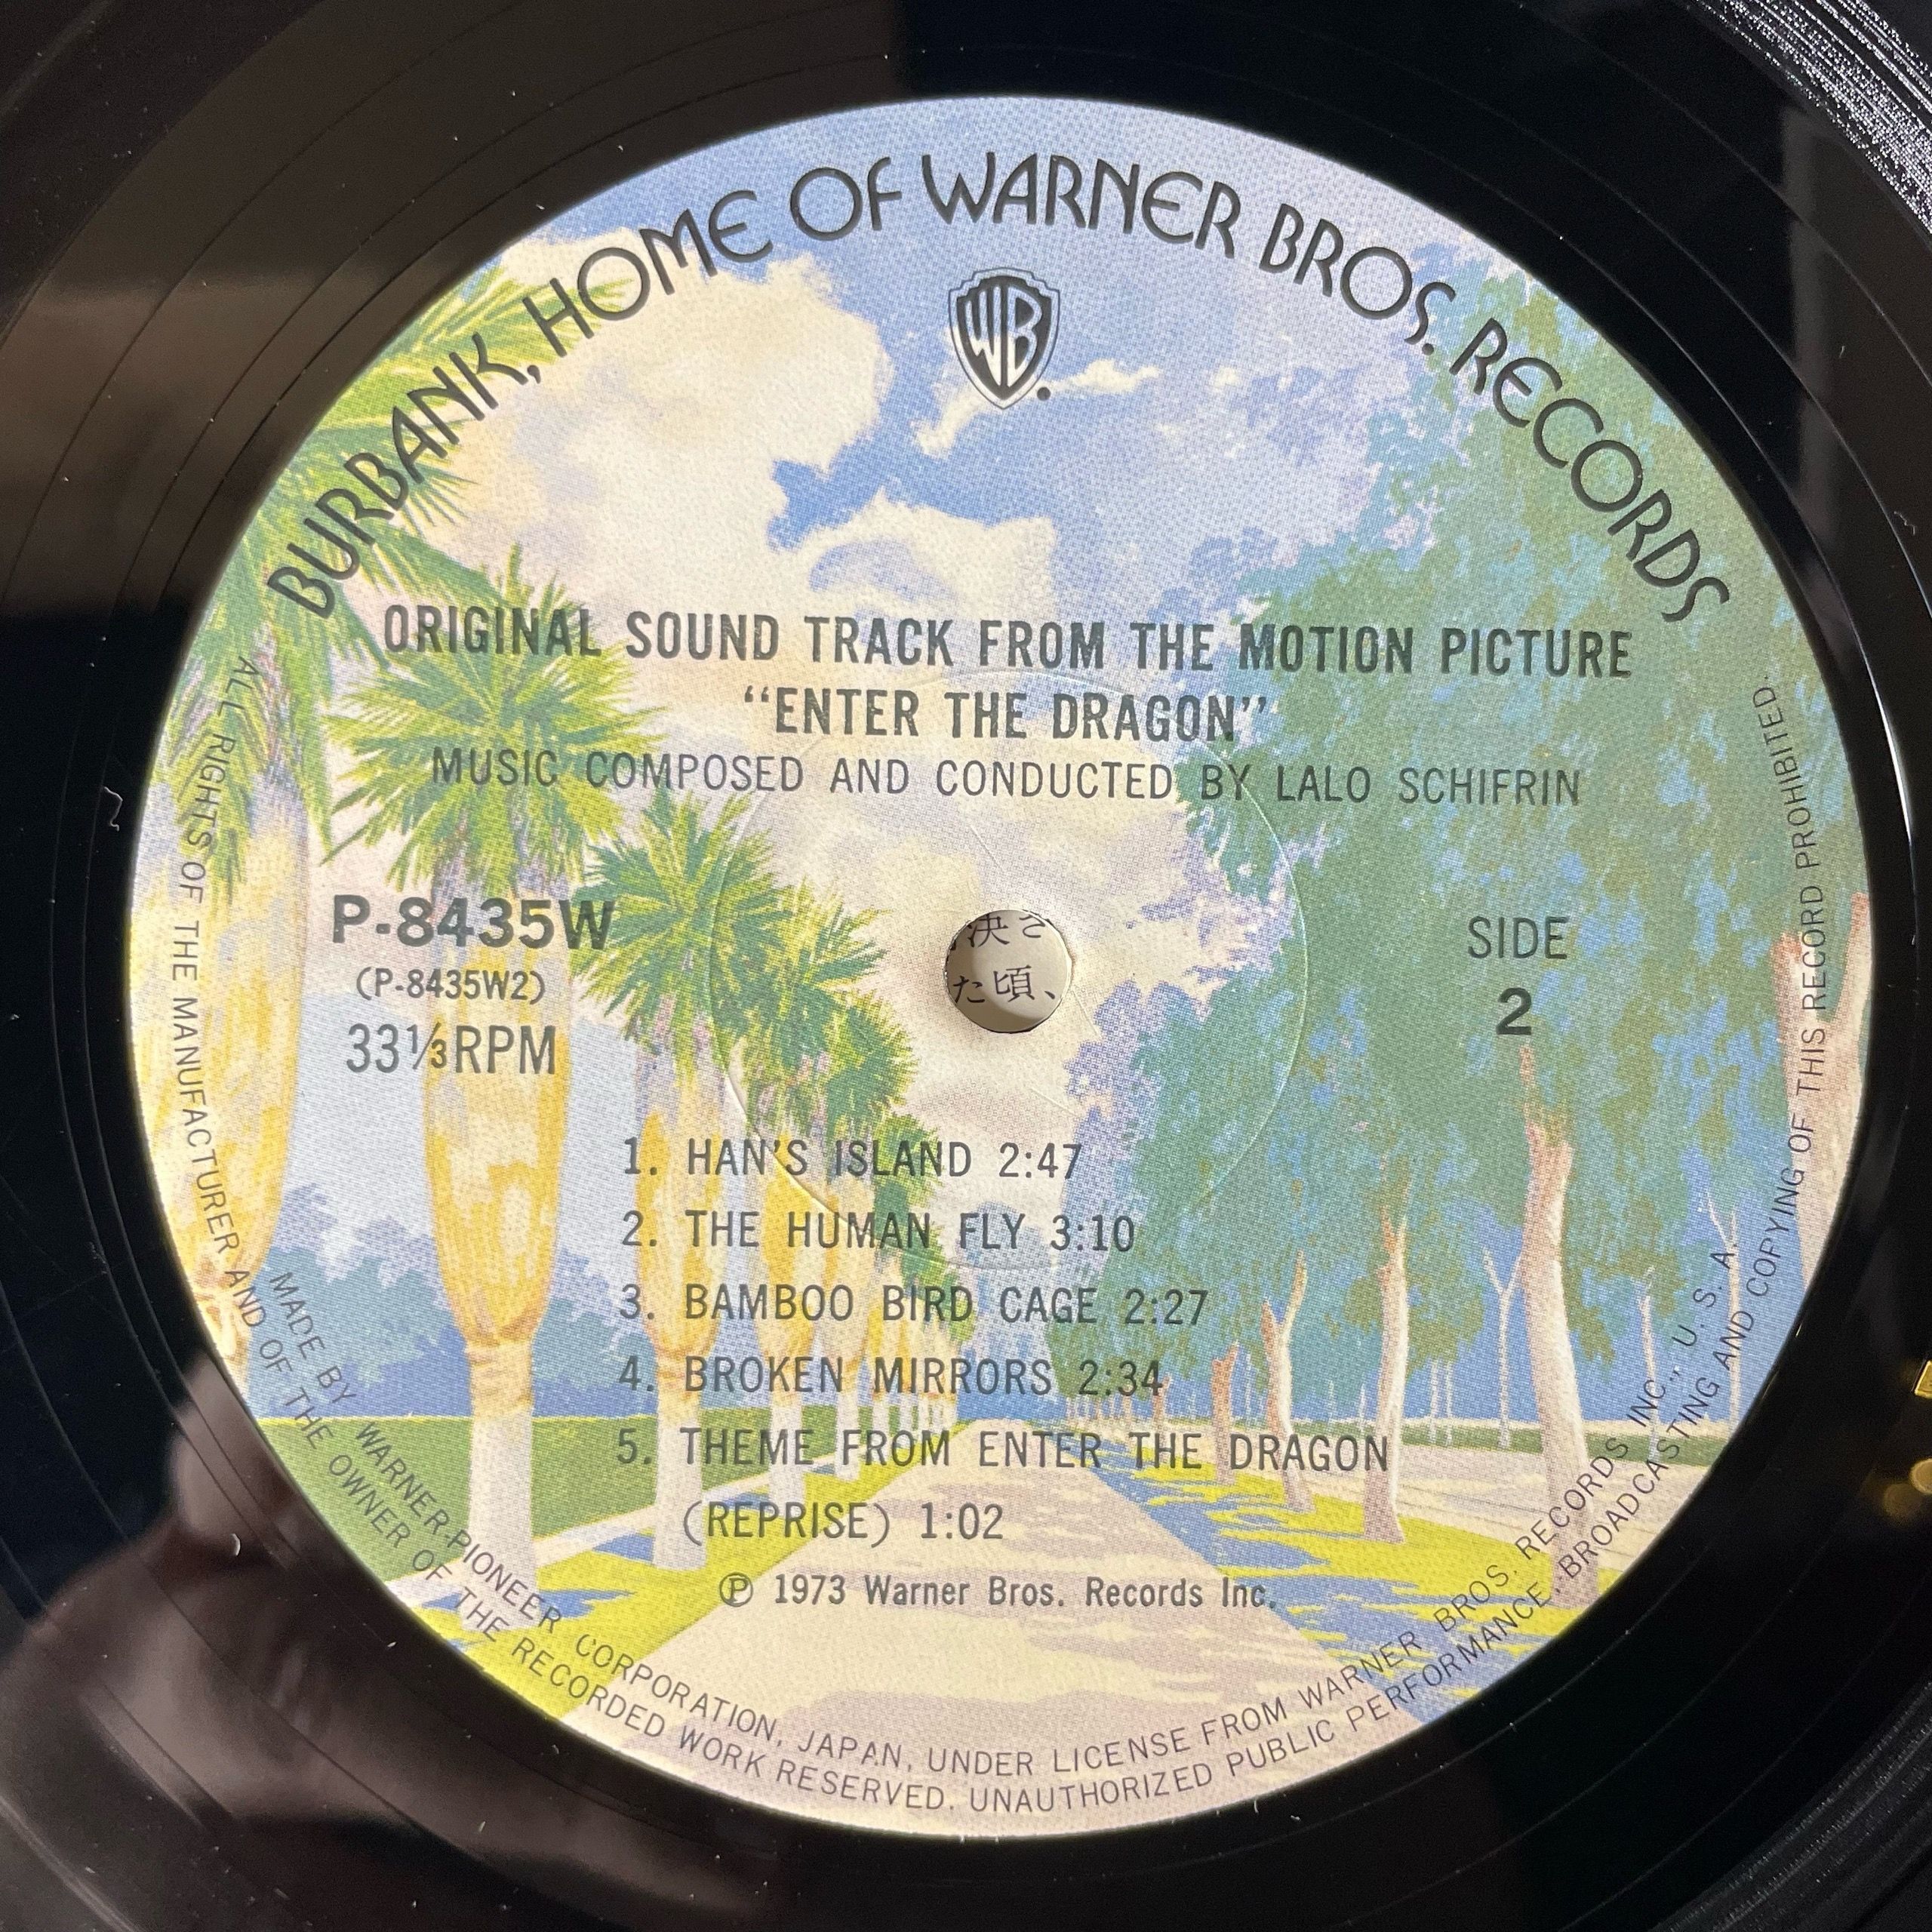 BURBANK, HOME OF WARNER BROS. RECORDS
WB
ORIGINAL SOUND TRACK FROM THE MOTION PICTURE
“ENTER THE DRAGON”
MUSIC COMPOSED AND CONDUCTED BY LALO SCHIFRIN
P-8435W
(P-8435W2)
33⅓RPM
決き
た頃、
SIDE
2
1. HAN'S ISLAND 2:47
2. THE HUMAN FLY 3:10
3. BAMBOO BIRD CAGE 2:27
4. BROKEN MIRRORS 2:34
5. THEME FROM ENTER THE DRAGON
(REPRISE) 1:02
Ⓟ 1973 Warner Bros. Records Inc.
MADE BY WARNER-PIONEER CORPORATION, JAPAN, UNDER LICENSE FROM WARNER BROS. RECORDS INC., U. S. A.
ALL RIGHTS OF THE MANUFACTURER AND OF THE OWNER OF THE RECORDED WORK RESERVED. UNAUTHORIZED PUBLIC PERFORMANCE, BROADCASTING AND COPYING OF THIS RECORD PROHIBITED.